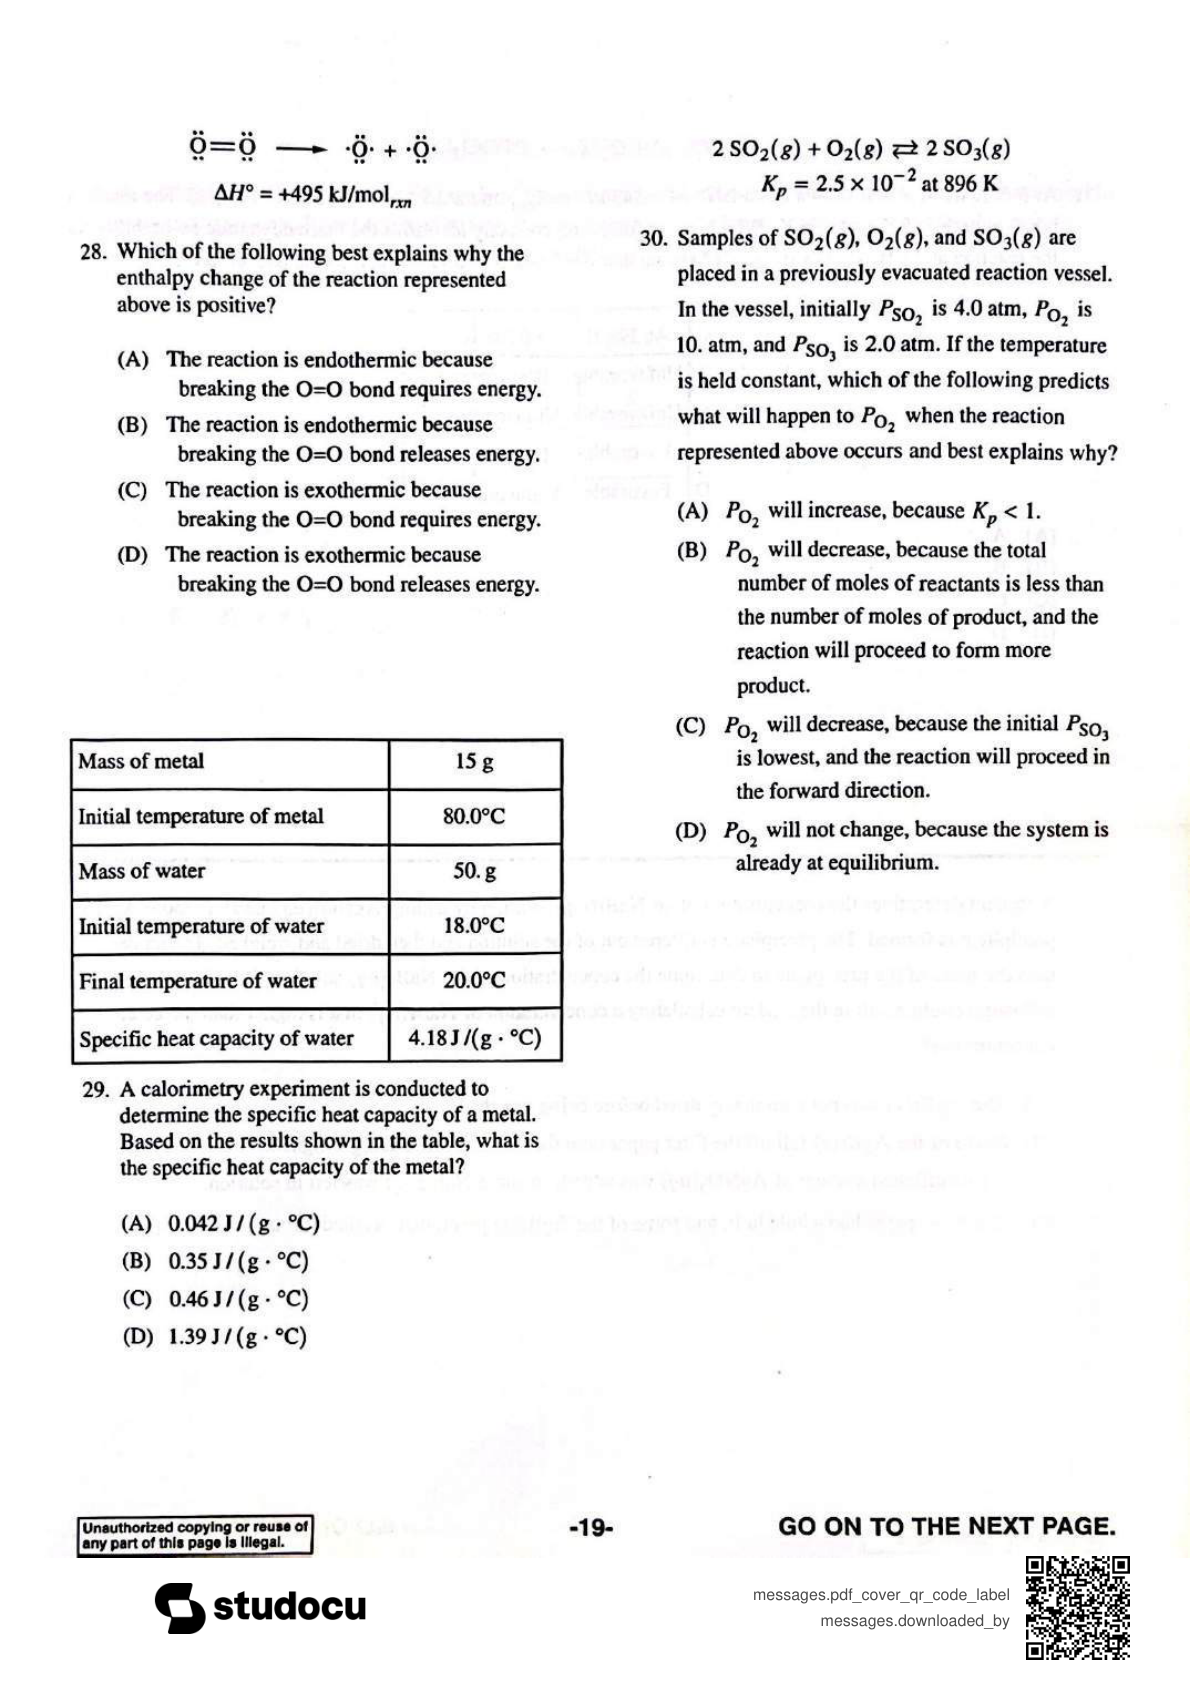 Ö=Ö ⟶ ·Ö· + ·Ö·
ΔH° = +495 kJ/mol_rxn
28. Which of the following best explains why the
enthalpy change of the reaction represented
above is positive?
(A) The reaction is endothermic because
breaking the O=O bond requires energy.
(B) The reaction is endothermic because
breaking the O=O bond releases energy.
(C) The reaction is exothermic because
breaking the O=O bond requires energy.
(D) The reaction is exothermic because
breaking the O=O bond releases energy.
Mass of metal 15 g
Initial temperature of metal 80.0°C
Mass of water 50. g
Initial temperature of water 18.0°C
Final temperature of water 20.0°C
Specific heat capacity of water 4.18 J/(g · °C)
29. A calorimetry experiment is conducted to
determine the specific heat capacity of a metal.
Based on the results shown in the table, what is
the specific heat capacity of the metal?
(A) 0.042 J/(g · °C)
(B) 0.35 J/(g · °C)
(C) 0.46 J/(g · °C)
(D) 1.39 J/(g · °C)
2 SO₂(g) + O₂(g) ⇄ 2 SO₃(g)
Kₚ = 2.5 × 10⁻² at 896 K
30. Samples of SO₂(g), O₂(g), and SO₃(g) are
placed in a previously evacuated reaction vessel.
In the vessel, initially P_SO₂ is 4.0 atm, P_O₂ is
10. atm, and P_SO₃ is 2.0 atm. If the temperature
is held constant, which of the following predicts
what will happen to P_O₂ when the reaction
represented above occurs and best explains why?
(A) P_O₂ will increase, because Kₚ < 1.
(B) P_O₂ will decrease, because the total
number of moles of reactants is less than
the number of moles of product, and the
reaction will proceed to form more
product.
(C) P_O₂ will decrease, because the initial P_SO₃
is lowest, and the reaction will proceed in
the forward direction.
(D) P_O₂ will not change, because the system is
already at equilibrium.
Unauthorized copying or reuse of
any part of this page is illegal.
-19-
GO ON TO THE NEXT PAGE.
studocu
messages.pdf_cover_qr_code_label
messages.downloaded_by